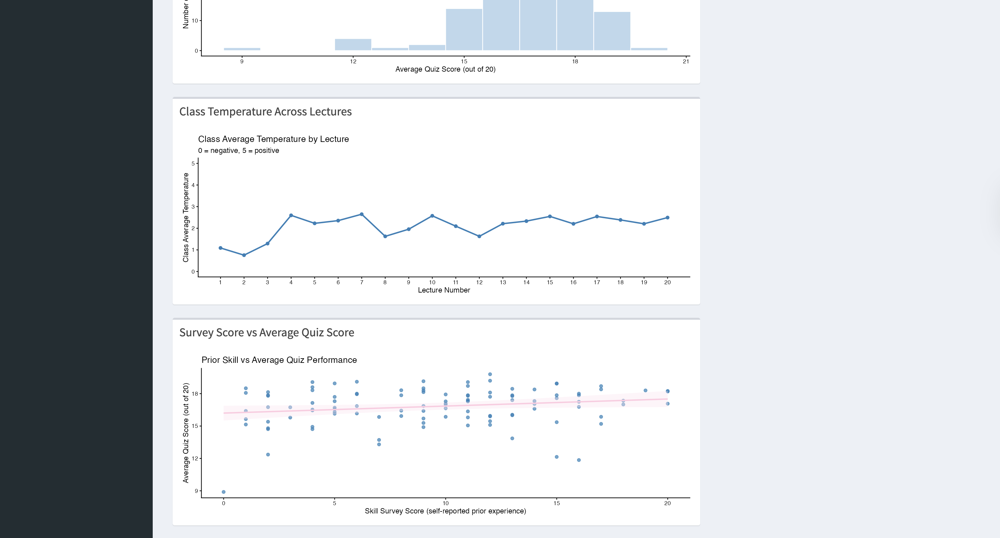 Number
10
0
9 12 15 18 21
Average Quiz Score (out of 20)
Class Temperature Across Lectures
Class Average Temperature by Lecture
0 = negative, 5 = positive
Class Average Temperature
5
4
3
2
1
0
1 2 3 4 5 6 7 8 9 10 11 12 13 14 15 16 17 18 19 20
Lecture Number
Survey Score vs Average Quiz Score
Prior Skill vs Average Quiz Performance
Average Quiz Score (out of 20)
18
15
12
9
0 5 10 15 20
Skill Survey Score (self-reported prior experience)